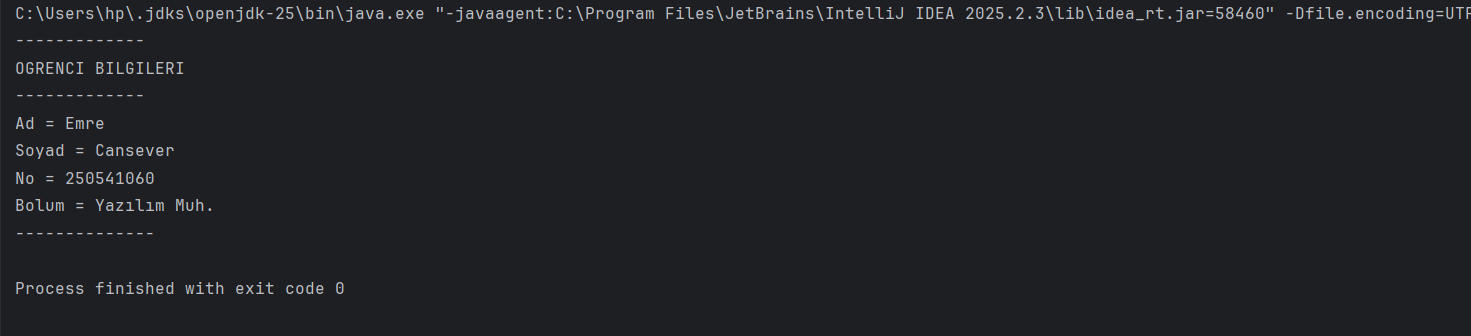 C:\Users\hp\.jdks\openjdk-25\bin\java.exe "-javaagent:C:\Program Files\JetBrains\IntelliJ IDEA 2025.2.3\lib\idea_rt.jar=58460" -Dfile.encoding=UTF
-------------
OGRENCI BILGILERI
-------------
Ad = Emre
Soyad = Cansever
No = 250541060
Bolum = Yazılım Muh.
--------------
Process finished with exit code 0